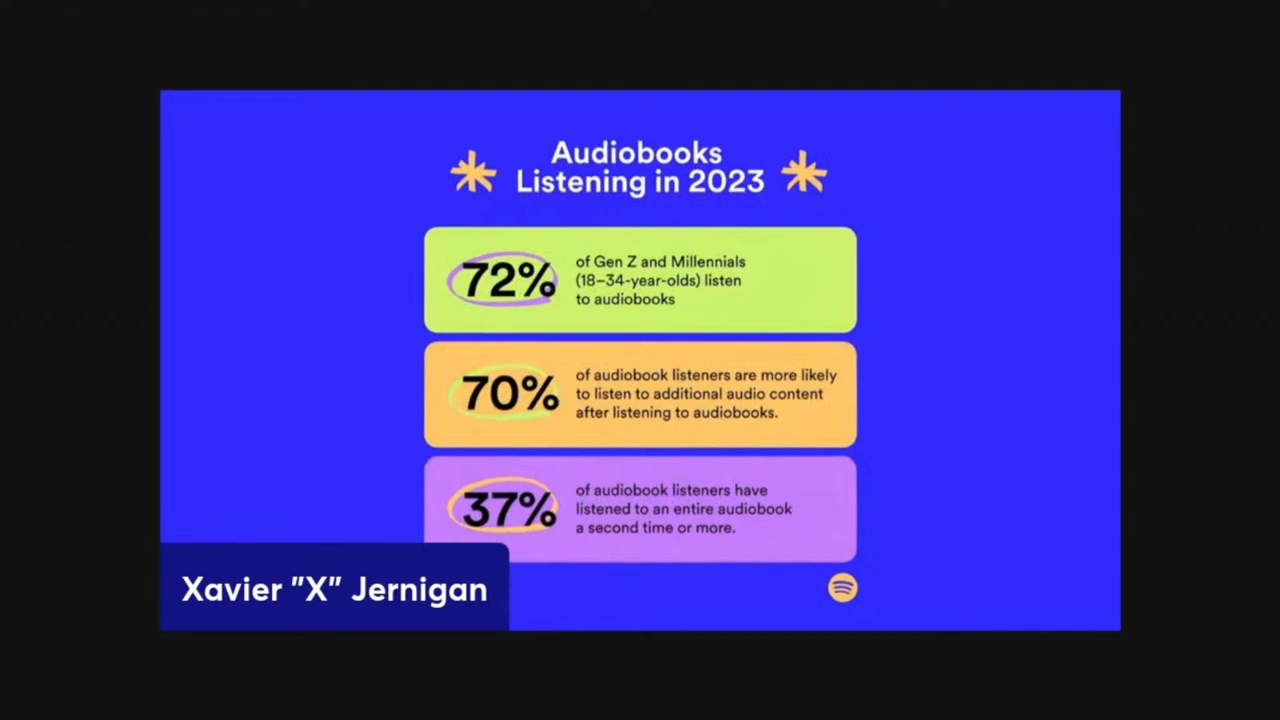 Audiobooks
Listening in 2023
72%
of Gen Z and Millennials
(18–34-year-olds) listen
to audiobooks
70%
of audiobook listeners are more likely
to listen to additional audio content
after listening to audiobooks.
37%
of audiobook listeners have
listened to an entire audiobook
a second time or more.
Xavier "X" Jernigan